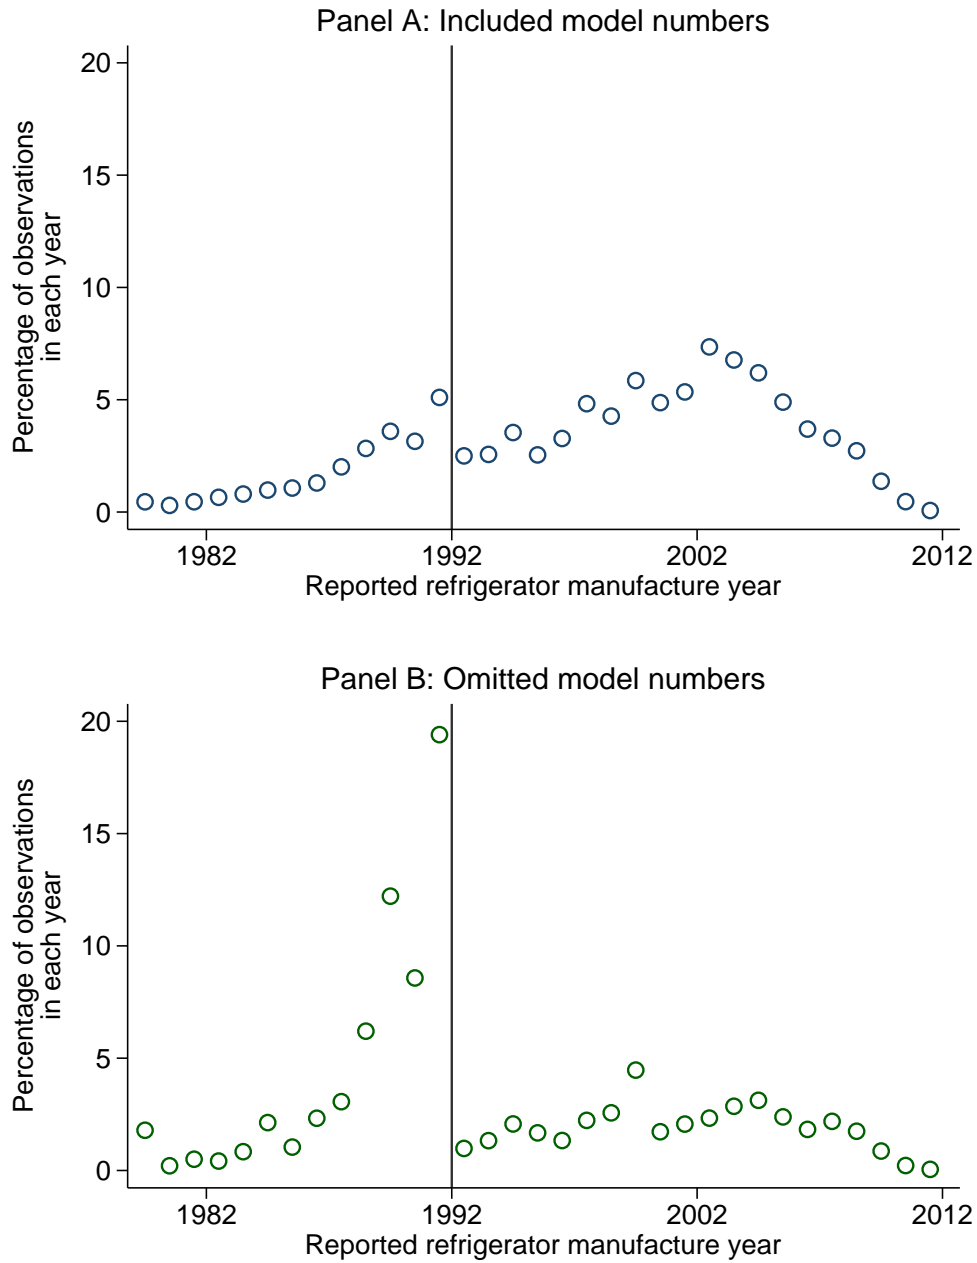 Panel A: Included model numbers
Percentage of observations
in each year
20
15
10
5
0
1982
1992
2002
2012
Reported refrigerator manufacture year
Panel B: Omitted model numbers
Percentage of observations
in each year
20
15
10
5
0
1982
1992
2002
2012
Reported refrigerator manufacture year